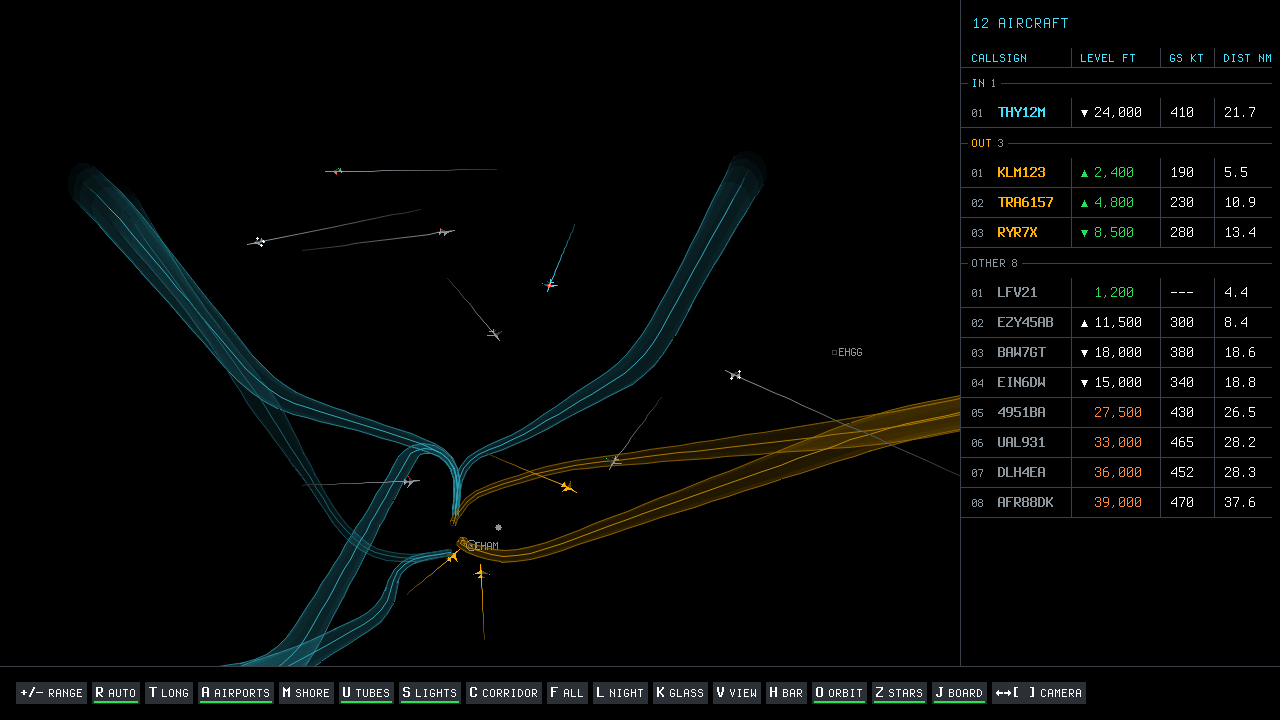 12 AIRCRAFT
CALLSIGN LEVEL FT GS KT DIST NM
IN 1
01 THY12M ▼ 24,000 410 21.7
OUT 3
01 KLM123 ▲ 2,400 190 5.5
02 TRA6157 ▲ 4,800 230 10.9
03 RYR7X ▼ 8,500 280 13.4
OTHER 8
01 LFV21 1,200 --- 4.4
02 EZY45AB ▲ 11,500 300 8.4
03 BAW7GT ▼ 18,000 380 18.6
04 EIN6DW ▼ 15,000 340 18.8
05 4951BA 27,500 430 26.5
06 UAL931 33,000 465 28.2
07 DLH4EA 36,000 452 28.3
08 AFR88DK 39,000 470 37.6
EHGG
EHAM
+/- RANGE R AUTO T LONG A AIRPORTS M SHORE U TUBES S LIGHTS C CORRIDOR F ALL L NIGHT K GLASS V VIEW H BAR O ORBIT Z STARS J BOARD ←→[ ] CAMERA